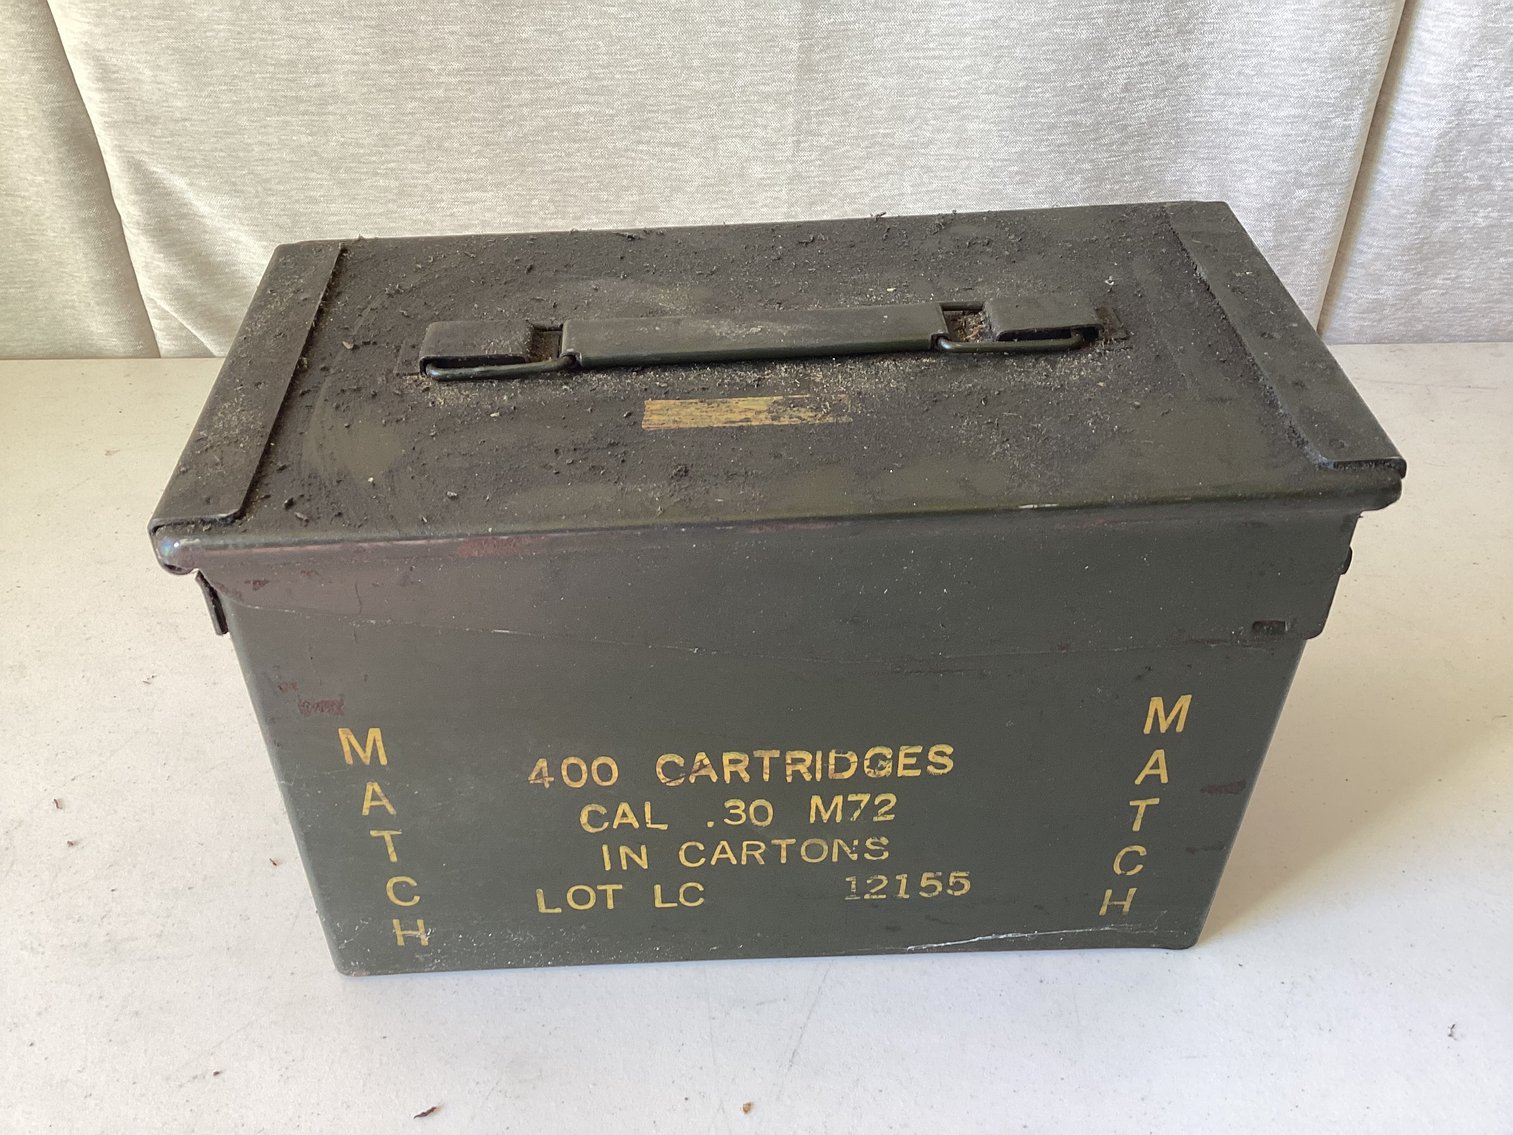 MATCH
400 CARTRIDGES
CAL .30 M72
IN CARTONS
LOT LC 12155
MATCH